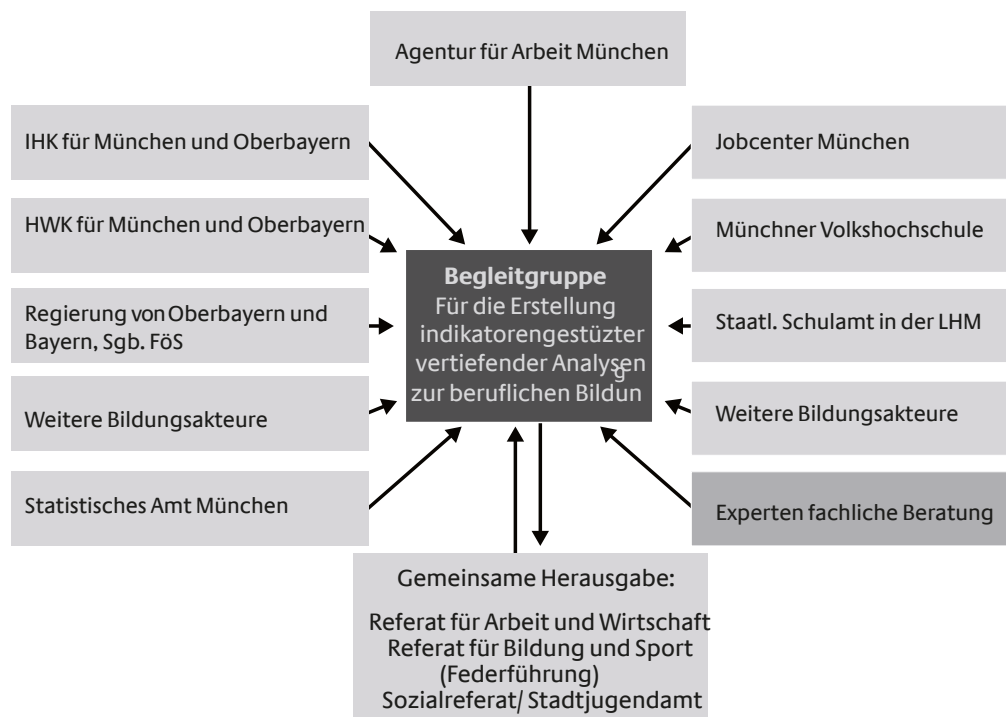 Agentur für Arbeit München
IHK für München und Oberbayern
HWK für München und Oberbayern
Regierung von Oberbayern und
Bayern, Sgb. FöS
Weitere Bildungsakteure
Statistisches Amt München
Begleitgruppe
Für die Erstellung
indikatorengestüzter
vertiefender Analysen
zur beruflichen Bildung
Jobcenter München
Münchner Volkshochschule
Staatl. Schulamt in der LHM
Weitere Bildungsakteure
Experten fachliche Beratung
Gemeinsame Herausgabe:
Referat für Arbeit und Wirtschaft
Referat für Bildung und Sport
(Federführung)
Sozialreferat/ Stadtjugendamt